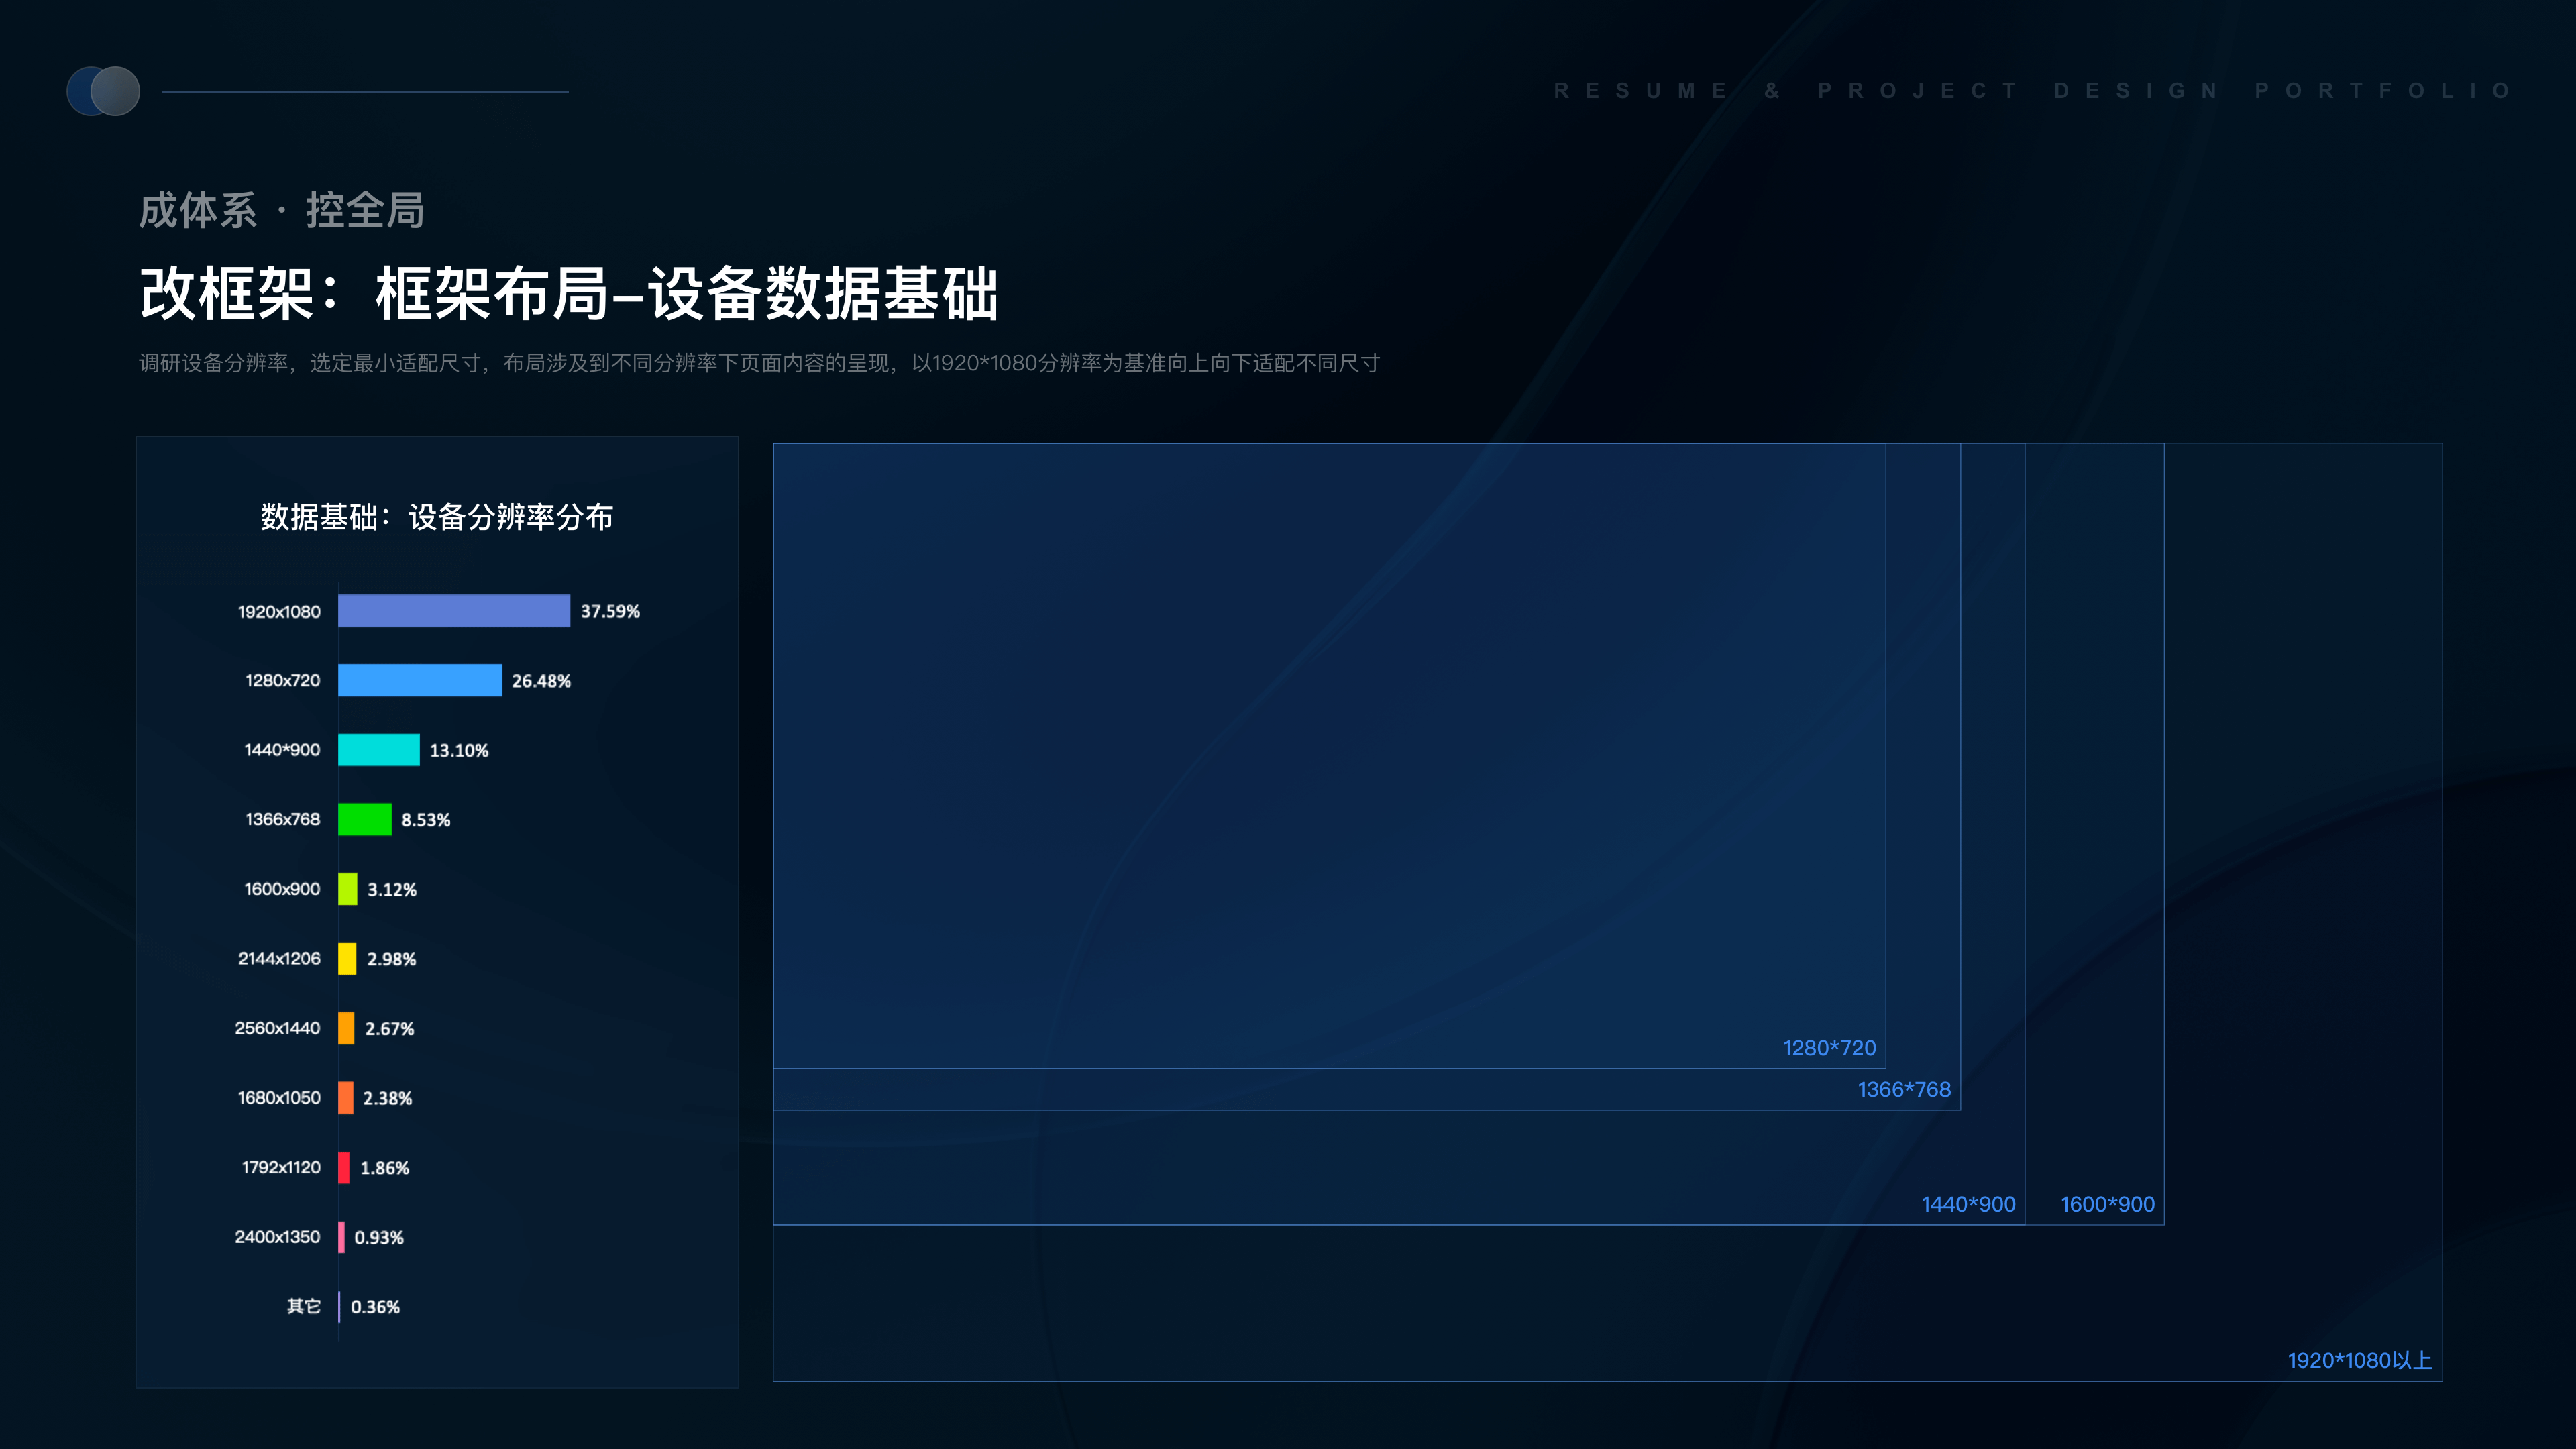 RESUME & PROJECT DESIGN PORTFOLIO
成体系 · 控全局
改框架：框架布局–设备数据基础
调研设备分辨率，选定最小适配尺寸，布局涉及到不同分辨率下页面内容的呈现，以1920*1080分辨率为基准向上向下适配不同尺寸
数据基础：设备分辨率分布
1920x1080 37.59%
1280x720 26.48%
1440*900 13.10%
1366x768 8.53%
1600x900 3.12%
2144x1206 2.98%
2560x1440 2.67%
1680x1050 2.38%
1792x1120 1.86%
2400x1350 0.93%
其它 0.36%
1280*720
1366*768
1440*900
1600*900
1920*1080以上